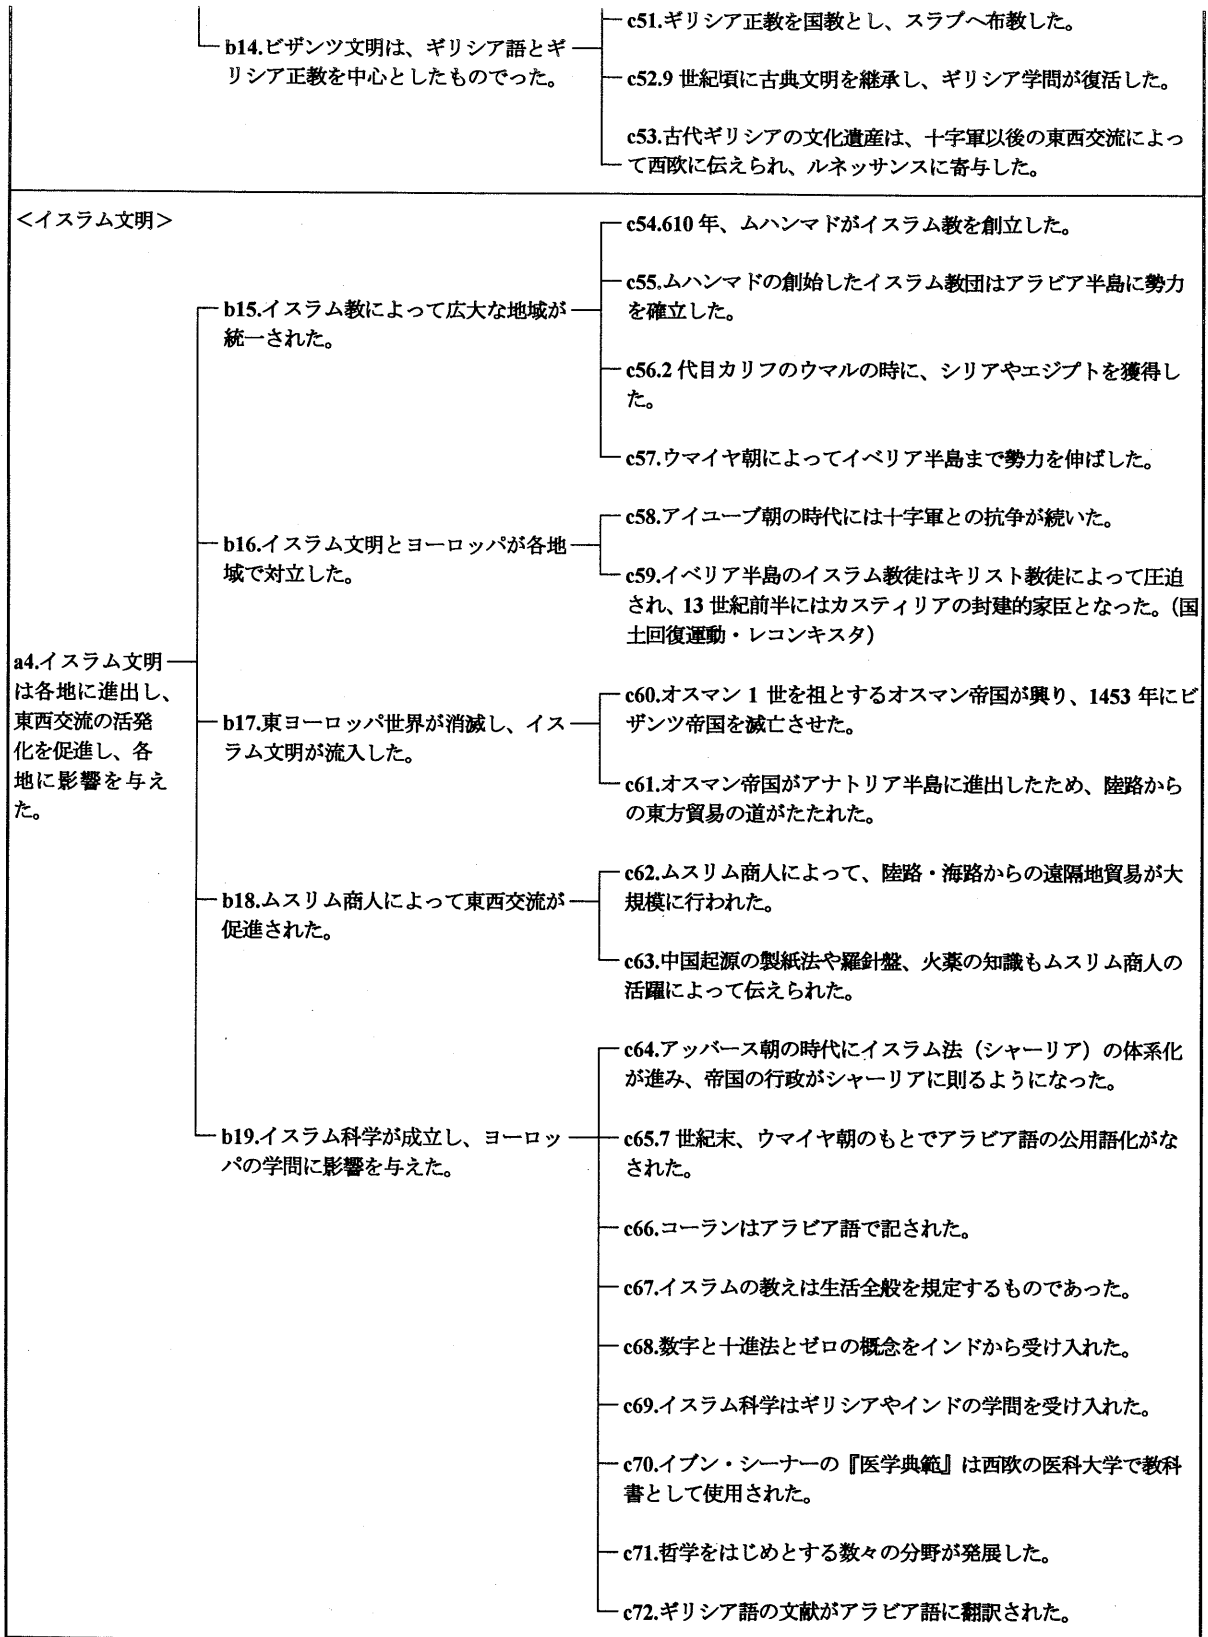 c51.ギリシア正教を国教とし、スラブへ布教した。
b14.ビザンツ文明は、ギリシア語とギ
リシア正教を中心としたものでった。
c52.9 世紀頃に古典文明を継承し、ギリシア学問が復活した。
c53.古代ギリシアの文化遺産は、十字軍以後の東西交流によっ
て西欧に伝えられ、ルネッサンスに寄与した。
＜イスラム文明＞
a4.イスラム文明
は各地に進出し、
東西交流の活発
化を促進し、各
地に影響を与え
た。
b15.イスラム教によって広大な地域が
統一された。
c54.610 年、ムハンマドがイスラム教を創立した。
c55.ムハンマドの創始したイスラム教団はアラビア半島に勢力
を確立した。
c56.2 代目カリフのウマルの時に、シリアやエジプトを獲得し
た。
c57.ウマイヤ朝によってイベリア半島まで勢力を伸ばした。
b16.イスラム文明とヨーロッパが各地
域で対立した。
c58.アイユーブ朝の時代には十字軍との抗争が続いた。
c59.イベリア半島のイスラム教徒はキリスト教徒によって圧迫
され、13 世紀前半にはカスティリアの封建的家臣となった。（国
土回復運動・レコンキスタ）
b17.東ヨーロッパ世界が消滅し、イス
ラム文明が流入した。
c60.オスマン 1 世を祖とするオスマン帝国が興り、1453 年にビ
ザンツ帝国を滅亡させた。
c61.オスマン帝国がアナトリア半島に進出したため、陸路から
の東方貿易の道がたたれた。
b18.ムスリム商人によって東西交流が
促進された。
c62.ムスリム商人によって、陸路・海路からの遠隔地貿易が大
規模に行われた。
c63.中国起源の製紙法や羅針盤、火薬の知識もムスリム商人の
活躍によって伝えられた。
b19.イスラム科学が成立し、ヨーロッ
パの学問に影響を与えた。
c64.アッバース朝の時代にイスラム法（シャーリア）の体系化
が進み、帝国の行政がシャーリアに則るようになった。
c65.7 世紀末、ウマイヤ朝のもとでアラビア語の公用語化がな
された。
c66.コーランはアラビア語で記された。
c67.イスラムの教えは生活全般を規定するものであった。
c68.数字と十進法とゼロの概念をインドから受け入れた。
c69.イスラム科学はギリシアやインドの学問を受け入れた。
c70.イブン・シーナーの『医学典範』は西欧の医科大学で教科
書として使用された。
c71.哲学をはじめとする数々の分野が発展した。
c72.ギリシア語の文献がアラビア語に翻訳された。